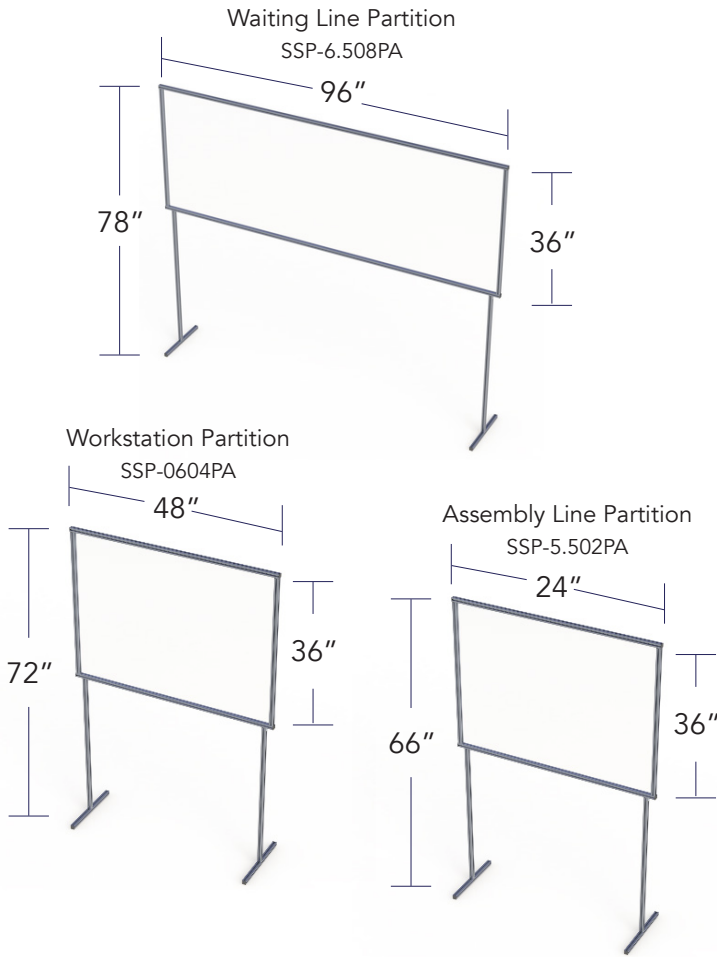 Waiting Line Partition
SSP-6.508PA
96”
78”
36”
Workstation Partition
SSP-0604PA
48”
72”
36”
Assembly Line Partition
SSP-5.502PA
24”
66”
36”